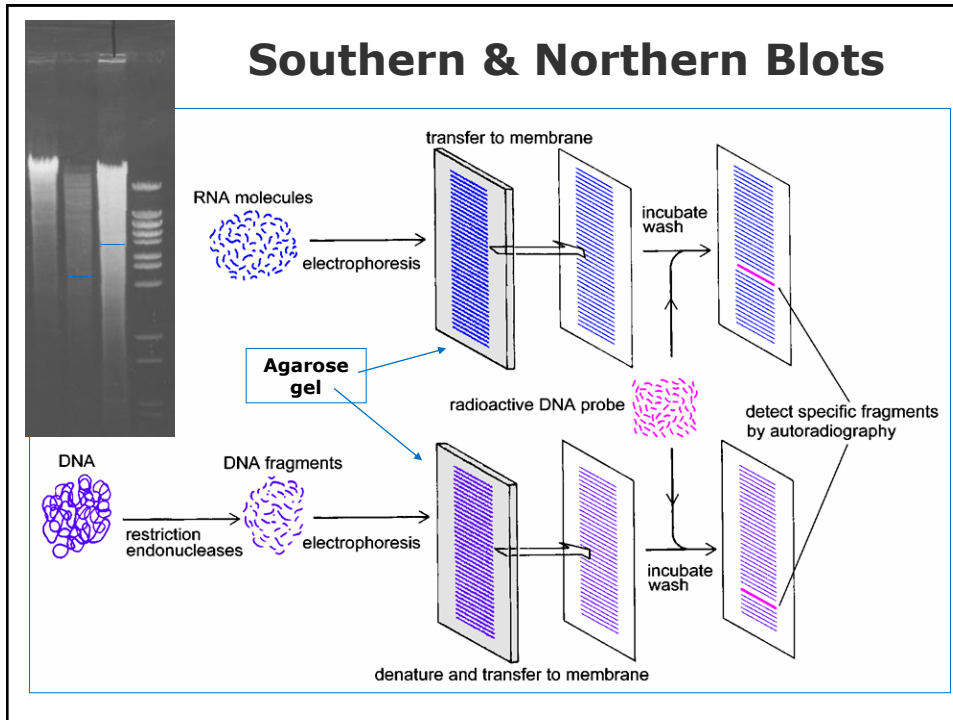 Southern & Northern Blots
transfer to membrane
RNA molecules
electrophoresis
incubate
wash
Agarose
gel
radioactive DNA probe
detect specific fragments
by autoradiography
DNA
restriction
endonucleases
DNA fragments
electrophoresis
incubate
wash
denature and transfer to membrane